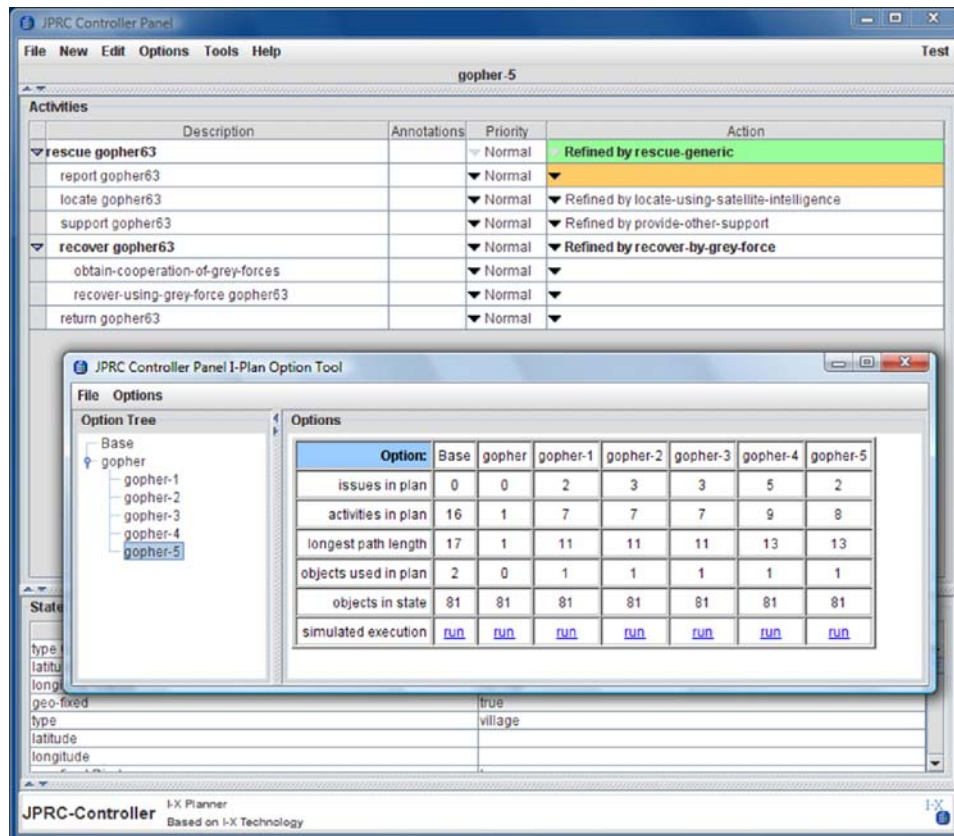 JPRC Controller Panel
File New Edit Options Tools Help Test
gopher-5
Activities
Description Annotations Priority Action
rescue gopher63 Normal Refined by rescue-generic
report gopher63 Normal
locate gopher63 Normal Refined by locate-using-satellite-intelligence
support gopher63 Normal Refined by provide-other-support
recover gopher63 Normal Refined by recover-by-grey-force
obtain-cooperation-of-grey-forces Normal
recover-using-grey-force gopher63 Normal
return gopher63 Normal
JPRC Controller Panel I-Plan Option Tool
File Options
Option Tree
Base
gopher
gopher-1
gopher-2
gopher-3
gopher-4
gopher-5
Options
Option: Base gopher gopher-1 gopher-2 gopher-3 gopher-4 gopher-5
issues in plan 0 0 2 3 3 5 2
activities in plan 16 1 7 7 7 9 8
longest path length 17 1 11 11 11 13 13
objects used in plan 2 0 1 1 1 1 1
objects in state 81 81 81 81 81 81 81
simulated execution run run run run run run run
State
type
latitu
longi
geo-fixed true
type village
latitude
longitude
JPRC-Controller I-X Planner
Based on I-X Technology
I-X